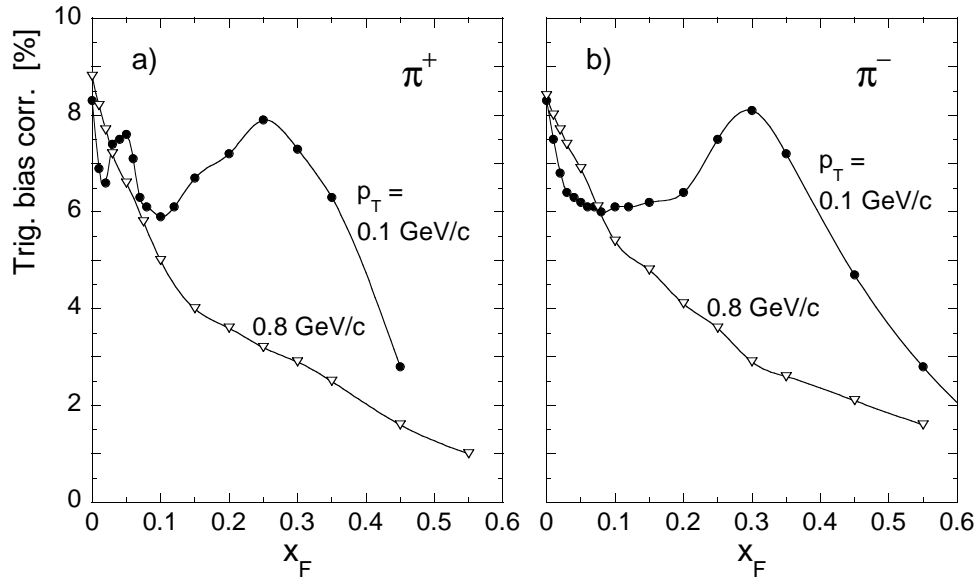 Trig. bias corr. [%]
10
8
6
4
2
0
a)
π+
p_T =
0.1 GeV/c
0.8 GeV/c
0 0.1 0.2 0.3 0.4 0.5 0.6
x_F
b)
π−
p_T =
0.1 GeV/c
0.8 GeV/c
0 0.1 0.2 0.3 0.4 0.5 0.6
x_F